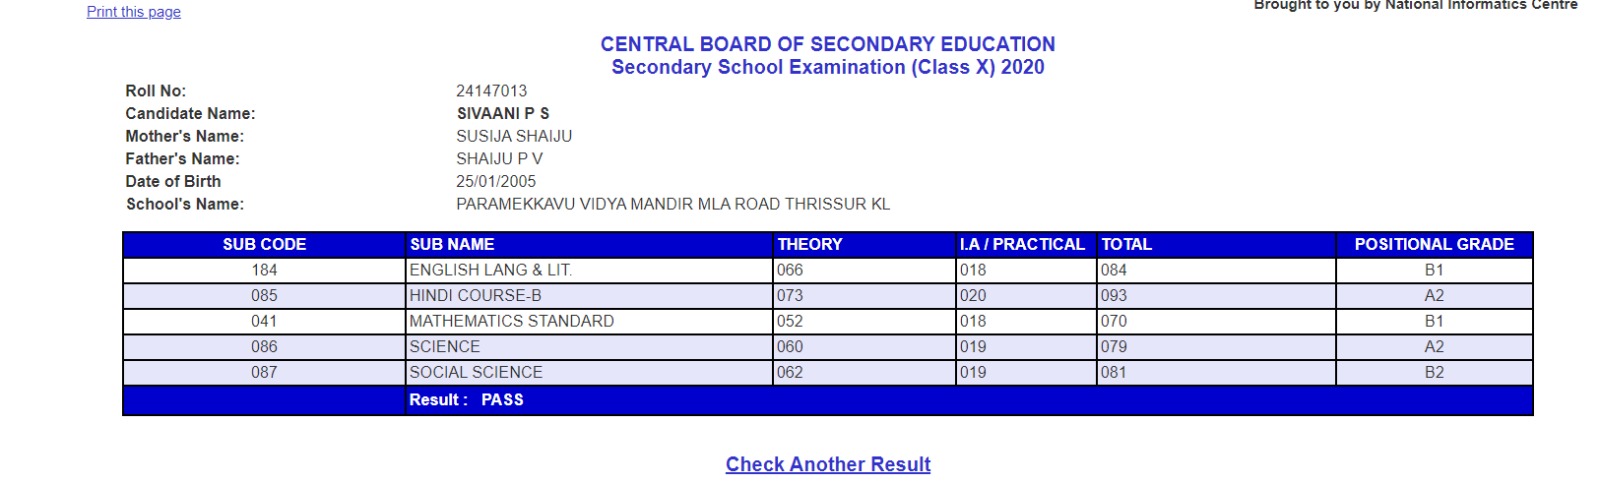 Print this page
Brought to you by National Informatics Centre
CENTRAL BOARD OF SECONDARY EDUCATION
Secondary School Examination (Class X) 2020
Roll No: 24147013
Candidate Name: SIVAANI P S
Mother's Name: SUSIJA SHAIJU
Father's Name: SHAIJU P V
Date of Birth 25/01/2005
School's Name: PARAMEKKAVU VIDYA MANDIR MLA ROAD THRISSUR KL
SUB CODE SUB NAME THEORY I.A / PRACTICAL TOTAL POSITIONAL GRADE
184 ENGLISH LANG & LIT. 066 018 084 B1
085 HINDI COURSE-B 073 020 093 A2
041 MATHEMATICS STANDARD 052 018 070 B1
086 SCIENCE 060 019 079 A2
087 SOCIAL SCIENCE 062 019 081 B2
Result : PASS
Check Another Result